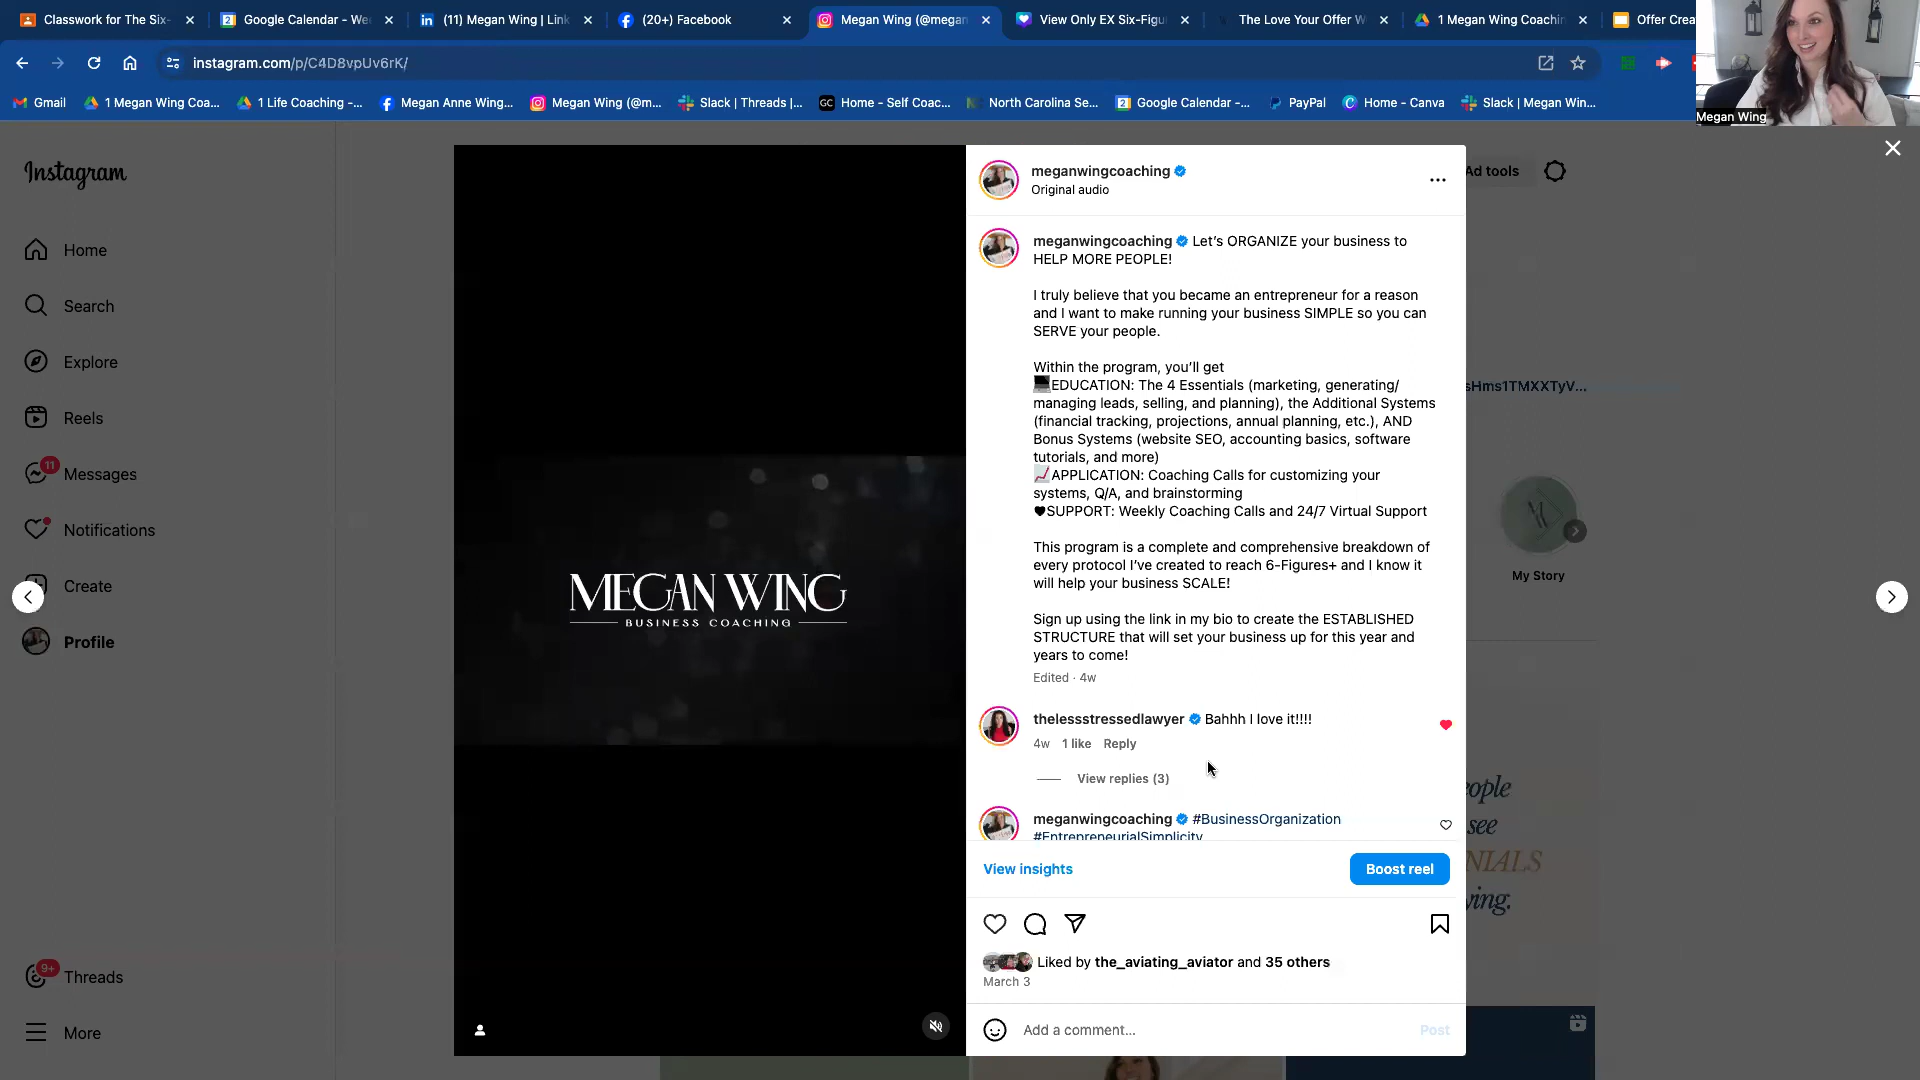 Classwork for The Six-
Google Calendar - We
(11) Megan Wing | Link
(20+) Facebook
Megan Wing (@megan
View Only EX Six-Figu
The Love Your Offer W
1 Megan Wing Coachin
Offer Crea
instagram.com/p/C4D8vpUv6rK/
Gmail
1 Megan Wing Coa...
1 Life Coaching -...
Megan Anne Wing...
Megan Wing (@m...
Slack | Threads |...
GC
Home - Self Coac...
North Carolina Se...
Google Calendar -...
PayPal
Home - Canva
Slack | Megan Win...
Megan Wing
Instagram
Home
Search
Explore
Reels
11
Messages
Notifications
Create
Profile
9+
Threads
More
MEGAN WING
BUSINESS COACHING
meganwingcoaching
Original audio
meganwingcoaching Let's ORGANIZE your business to
HELP MORE PEOPLE!
I truly believe that you became an entrepreneur for a reason
and I want to make running your business SIMPLE so you can
SERVE your people.
Within the program, you'll get
💻EDUCATION: The 4 Essentials (marketing, generating/
managing leads, selling, and planning), the Additional Systems
(financial tracking, projections, annual planning, etc.), AND
Bonus Systems (website SEO, accounting basics, software
tutorials, and more)
📈APPLICATION: Coaching Calls for customizing your
systems, Q/A, and brainstorming
🖤SUPPORT: Weekly Coaching Calls and 24/7 Virtual Support
This program is a complete and comprehensive breakdown of
every protocol I've created to reach 6-Figures+ and I know it
will help your business SCALE!
Sign up using the link in my bio to create the ESTABLISHED
STRUCTURE that will set your business up for this year and
years to come!
Edited · 4w
thelessstressedlawyer Bahhh I love it!!!!
4w 1 like Reply
View replies (3)
meganwingcoaching #BusinessOrganization
#EntrepreneurialSimplicity
View insights
Boost reel
Liked by the_aviating_aviator and 35 others
March 3
Add a comment...
Post
Ad tools
sHms1TMXXTyV...
My Story
eople
see
NIALS
ving.